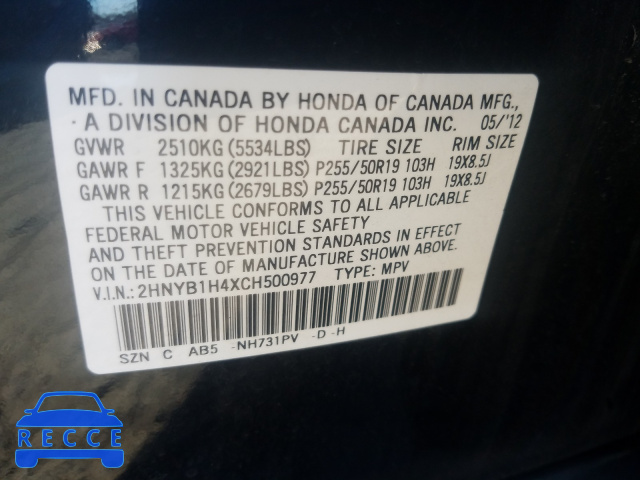 MFD. IN CANADA BY HONDA OF CANADA MFG.,
A DIVISION OF HONDA CANADA INC. 05/'12
GVWR 2510KG (5534LBS) TIRE SIZE RIM SIZE
GAWR F 1325KG (2921LBS) P255/50R19 103H 19X8.5J
GAWR R 1215KG (2679LBS) P255/50R19 103H 19X8.5J
THIS VEHICLE CONFORMS TO ALL APPLICABLE
FEDERAL MOTOR VEHICLE SAFETY
AND THEFT PREVENTION STANDARDS IN EFFECT
ON THE DATE OF MANUFACTURE SHOWN ABOVE.
V.I.N.: 2HNYB1H4XCH500977 TYPE: MPV
SZN C AB5 -NH731PV -D -H
RECCE